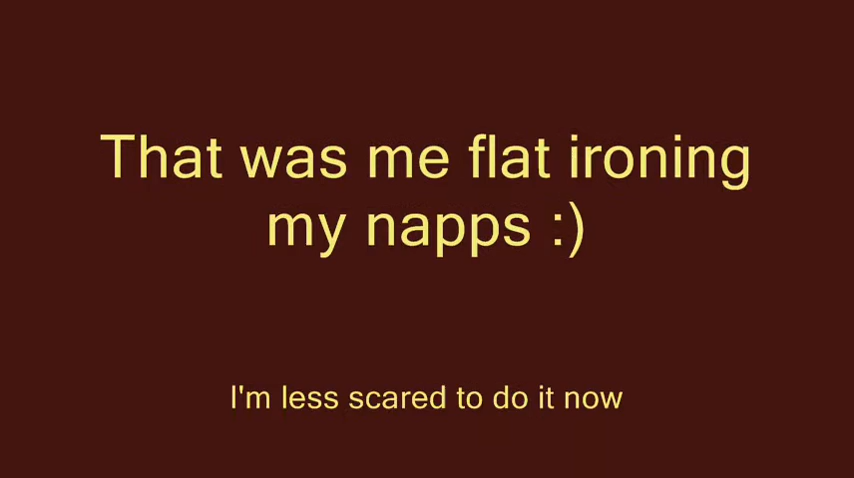 That was me flat ironing
my napps :)
I'm less scared to do it now